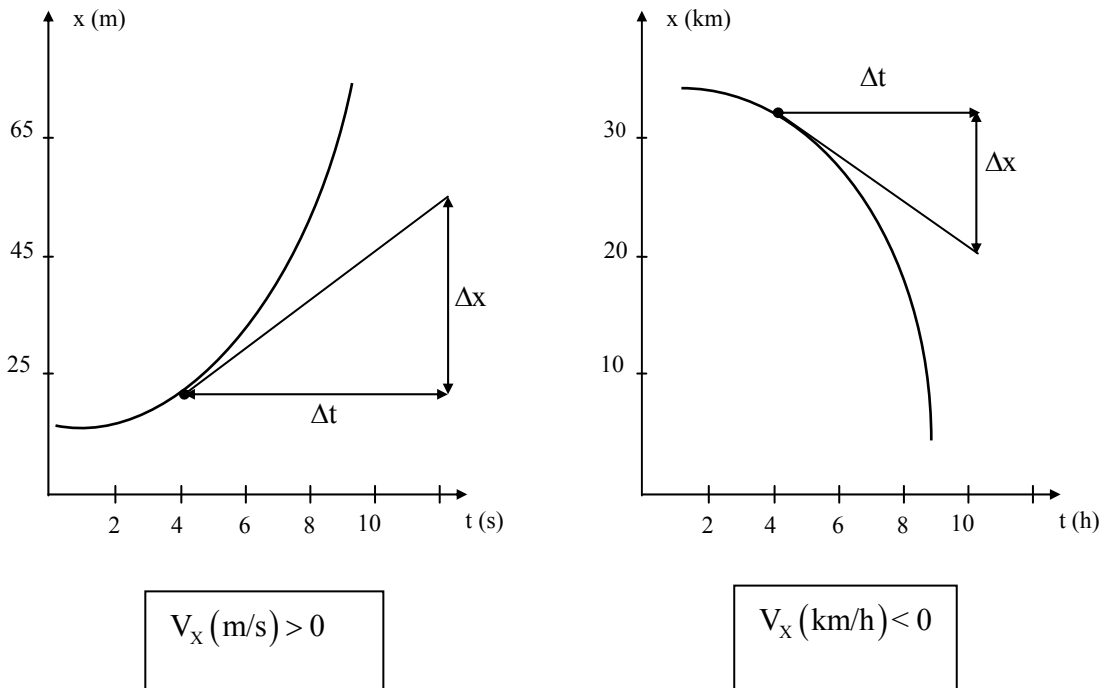 x (m)
65
45
25
Δx
Δt
2 4 6 8 10
t (s)
V_X (m/s) > 0
x (km)
Δt
30
Δx
20
10
2 4 6 8 10
t (h)
V_X (km/h) < 0